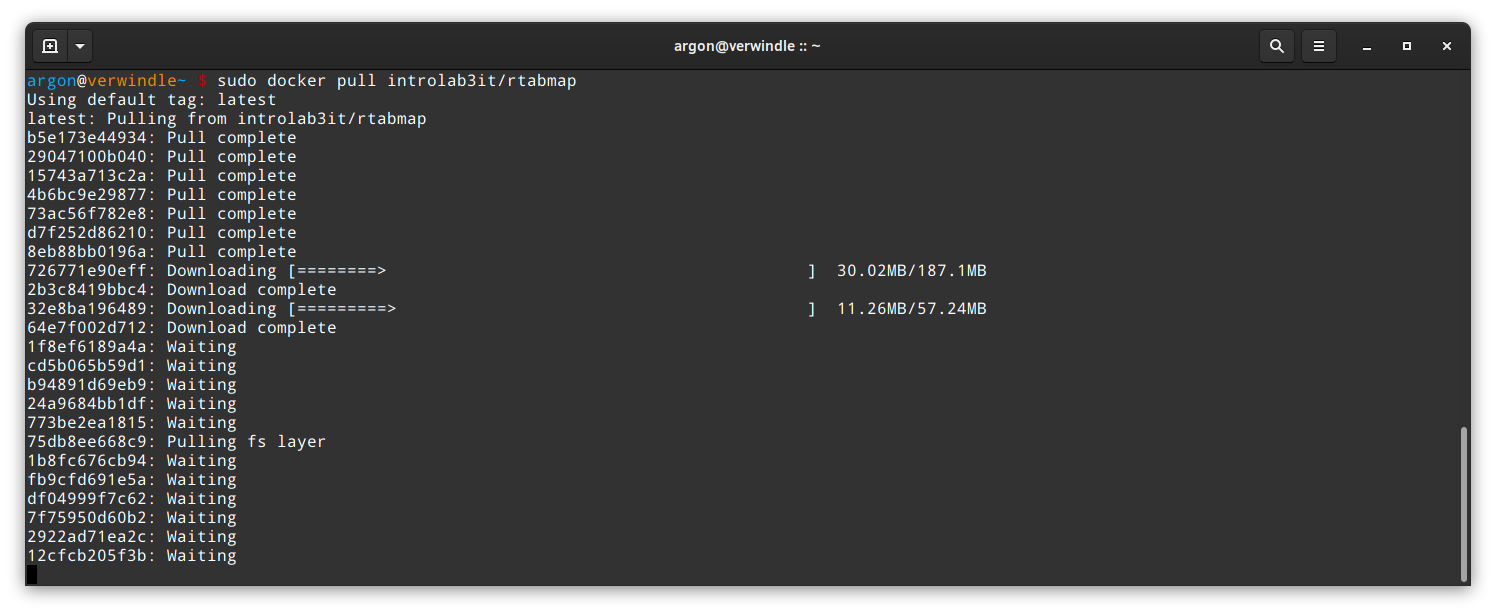 argon@verwindle :: ~
argon@verwindle~ $ sudo docker pull introlab3it/rtabmap
Using default tag: latest
latest: Pulling from introlab3it/rtabmap
b5e173e44934: Pull complete
29047100b040: Pull complete
15743a713c2a: Pull complete
4b6bc9e29877: Pull complete
73ac56f782e8: Pull complete
d7f252d86210: Pull complete
8eb88bb0196a: Pull complete
726771e90eff: Downloading [========>                                          ]  30.02MB/187.1MB
2b3c8419bbc4: Download complete
32e8ba196489: Downloading [=========>                                         ]  11.26MB/57.24MB
64e7f002d712: Download complete
1f8ef6189a4a: Waiting
cd5b065b59d1: Waiting
b94891d69eb9: Waiting
24a9684bb1df: Waiting
773be2ea1815: Waiting
75db8ee668c9: Pulling fs layer
1b8fc676cb94: Waiting
fb9cfd691e5a: Waiting
df04999f7c62: Waiting
7f75950d60b2: Waiting
2922ad71ea2c: Waiting
12cfcb205f3b: Waiting